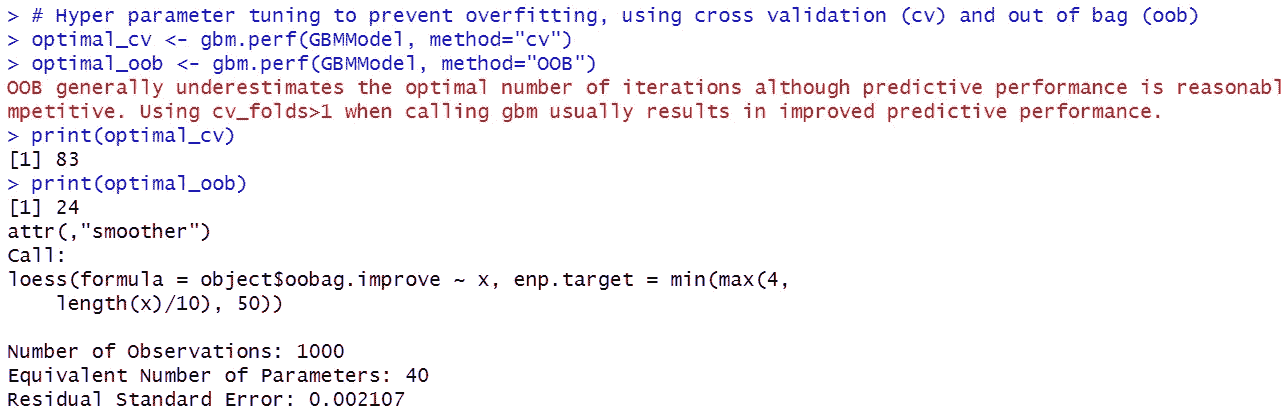 > # Hyper parameter tuning to prevent overfitting, using cross validation (cv) and out of bag (oob)
> optimal_cv <- gbm.perf(GBMModel, method="cv")
> optimal_oob <- gbm.perf(GBMModel, method="OOB")
OOB generally underestimates the optimal number of iterations although predictive performance is reasonabl
mpetitive. Using cv_folds>1 when calling gbm usually results in improved predictive performance.
> print(optimal_cv)
[1] 83
> print(optimal_oob)
[1] 24
attr(,"smoother")
Call:
loess(formula = object$oobag.improve ~ x, enp.target = min(max(4,
    length(x)/10), 50))

Number of Observations: 1000
Equivalent Number of Parameters: 40
Residual Standard Error: 0.002107